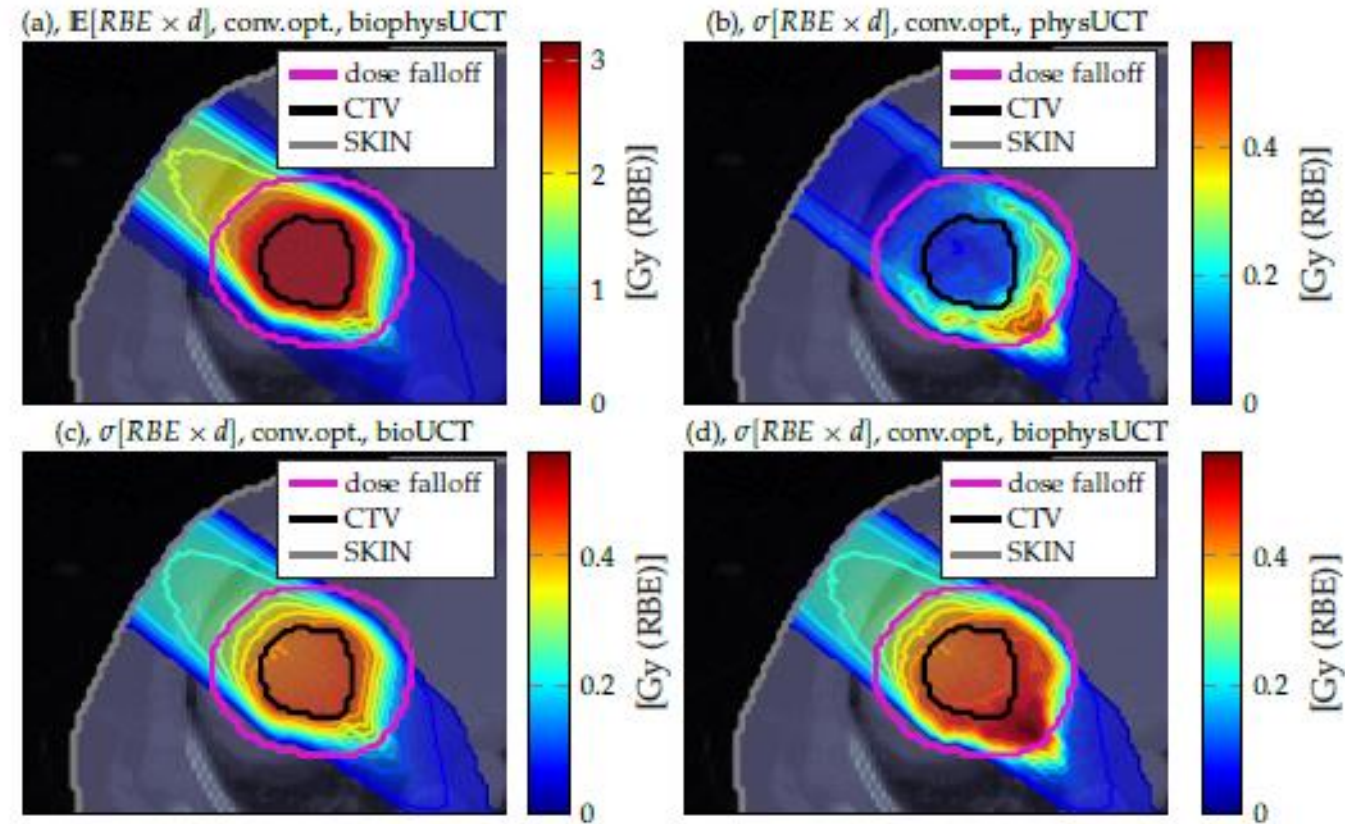 (a), 𝔼[RBE × d], conv.opt., biophysUCT
dose falloff
CTV
SKIN
3
2
1
0
[Gy (RBE)]
(b), σ[RBE × d], conv.opt., physUCT
dose falloff
CTV
SKIN
0.4
0.2
0
[Gy (RBE)]
(c), σ[RBE × d], conv.opt., bioUCT
dose falloff
CTV
SKIN
0.4
0.2
0
[Gy (RBE)]
(d), σ[RBE × d], conv.opt., biophysUCT
dose falloff
CTV
SKIN
0.4
0.2
0
[Gy (RBE)]